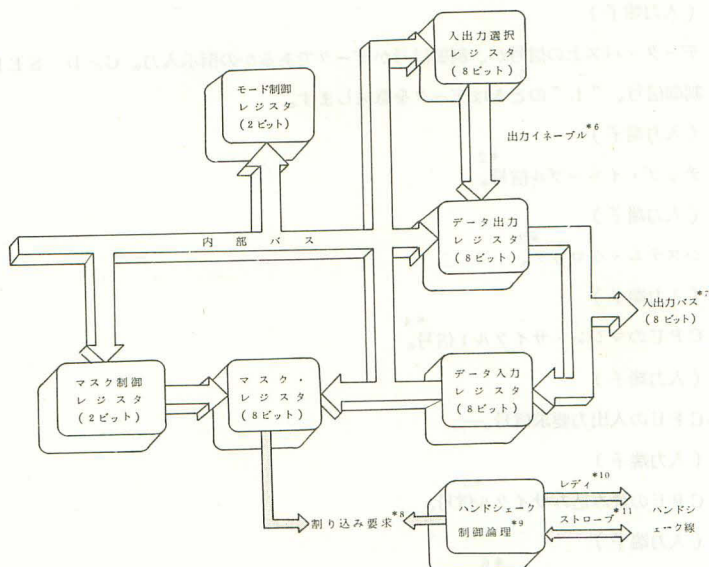 入出力選択
レジスタ
(8ビット)
モード制御
レジスタ
(2ビット)
出力イネーブル*6
内部バス
データ出力
レジスタ
(8ビット)
入出力バス*7
(8ビット)
マスク制御
レジスタ
(2ビット)
マスク・
レジスタ
(8ビット)
データ入力
レジスタ
(8ビット)
割り込み要求*8
ハンドシェーク
制御論理*9
レディ*10
ストローブ*11
ハンドシ
ェーク線